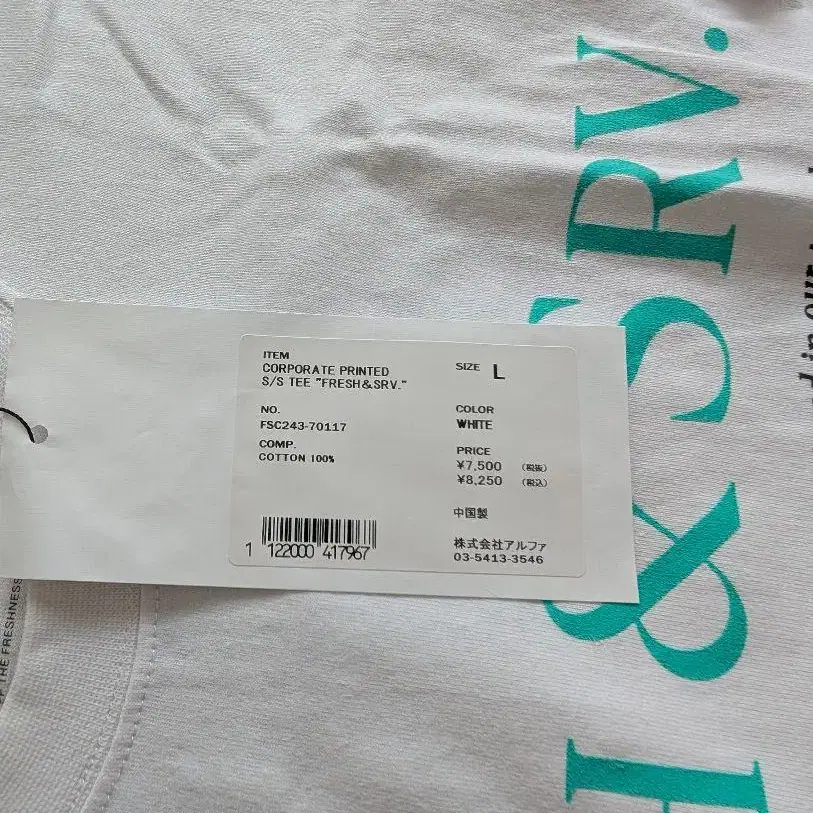 ITEM
CORPORATE PRINTED
S/S TEE "FRESH&SRV."
NO.
FSC243-70117
COMP.
COTTON 100%
SIZE L
COLOR
WHITE
PRICE
¥7,500 (税抜)
¥8,250 (税込)
中国製
株式会社アルファ
03-5413-3546
1 122000 417967
H & SRV.
THE FRESHNESS